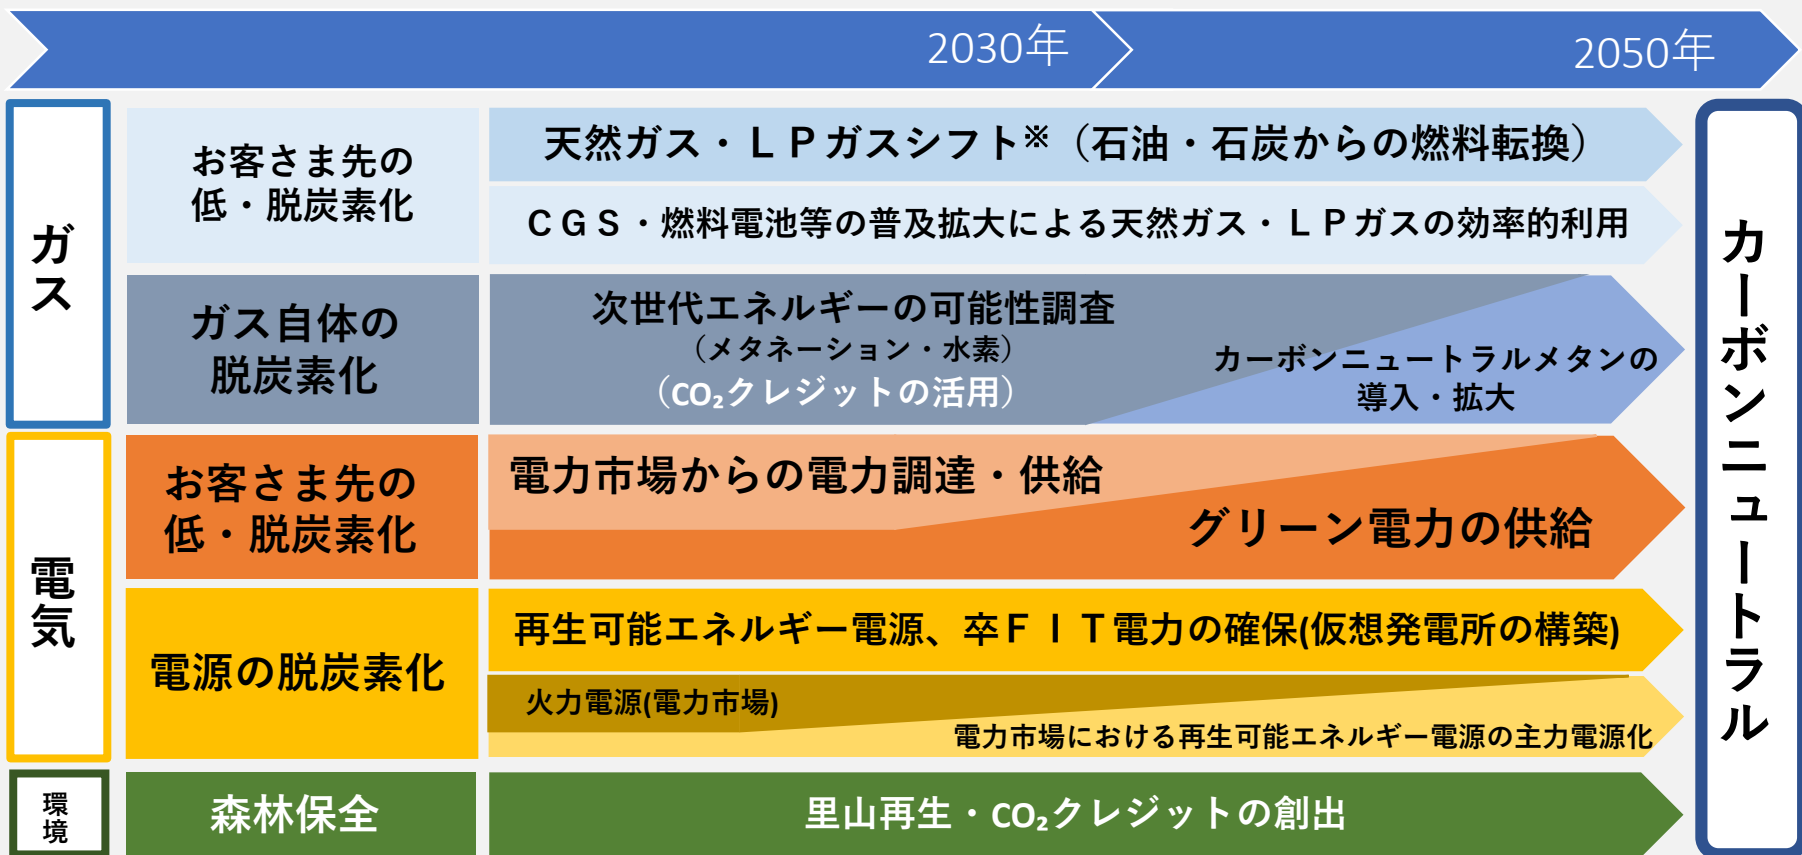 2030年
2050年
ガス
お客さま先の
低・脱炭素化
天然ガス・ＬＰガスシフト※（石油・石炭からの燃料転換）
ＣＧＳ・燃料電池等の普及拡大による天然ガス・ＬＰガスの効率的利用
ガス自体の
脱炭素化
次世代エネルギーの可能性調査
（メタネーション・水素）
（CO₂クレジットの活用）
カーボンニュートラルメタンの
導入・拡大
電気
お客さま先の
低・脱炭素化
電力市場からの電力調達・供給
グリーン電力の供給
電源の脱炭素化
再生可能エネルギー電源、卒ＦＩＴ電力の確保(仮想発電所の構築)
火力電源(電力市場)
電力市場における再生可能エネルギー電源の主力電源化
環境
森林保全
里山再生・CO₂クレジットの創出
カーボンニュートラル